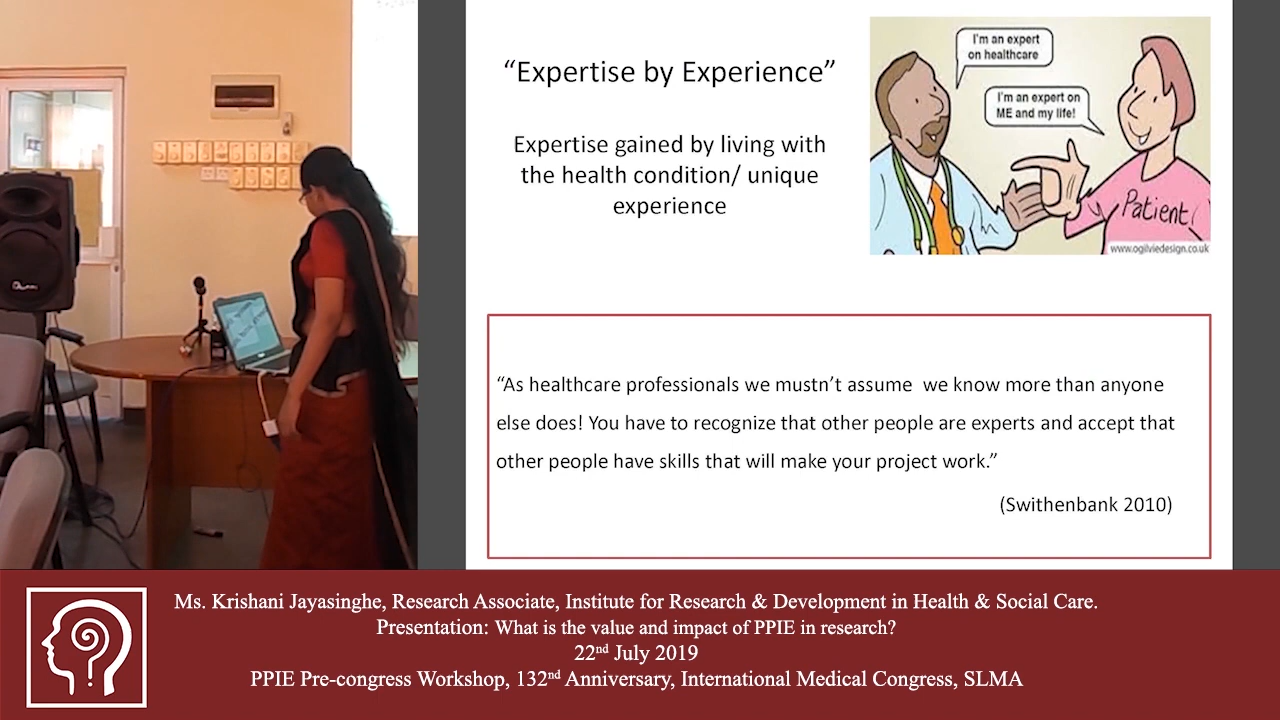 “Expertise by Experience”
Expertise gained by living with
the health condition/ unique
experience
I'm an expert
on healthcare
I'm an expert on
ME and my life!
Patient
www.ogilviedesign.co.uk
“As healthcare professionals we mustn’t assume we know more than anyone
else does! You have to recognize that other people are experts and accept that
other people have skills that will make your project work.”
(Swithenbank 2010)
Ms. Krishani Jayasinghe, Research Associate, Institute for Research & Development in Health & Social Care.
Presentation: What is the value and impact of PPIE in research?
22nd July 2019
PPIE Pre-congress Workshop, 132nd Anniversary, International Medical Congress, SLMA